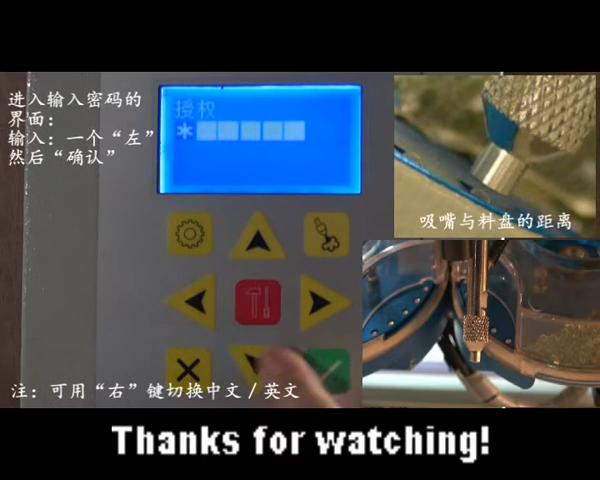 进入输入密码的
界面：
输入：一个“左”
然后“确认”
授权
*
吸嘴与料盘的距离
注：可用“右”键切换中文/英文
Thanks for watching!